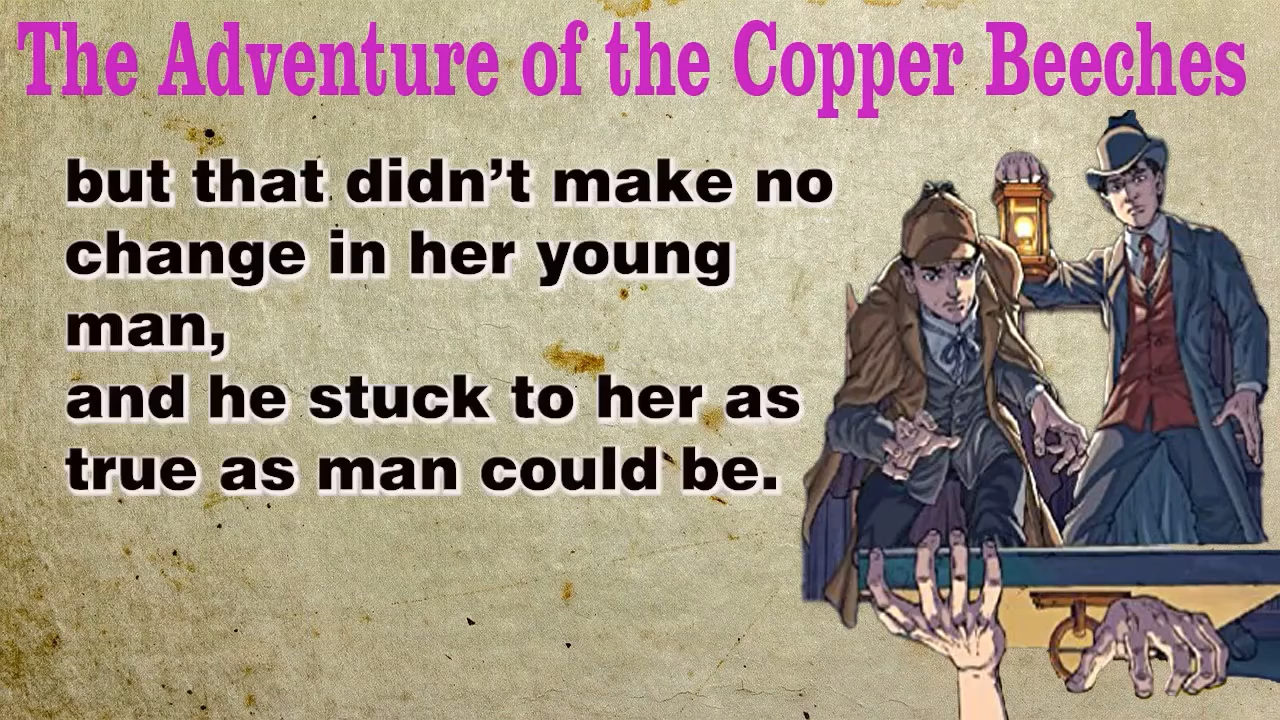 The Adventure of the Copper Beeches
but that didn’t make no
change in her young
man,
and he stuck to her as
true as man could be.